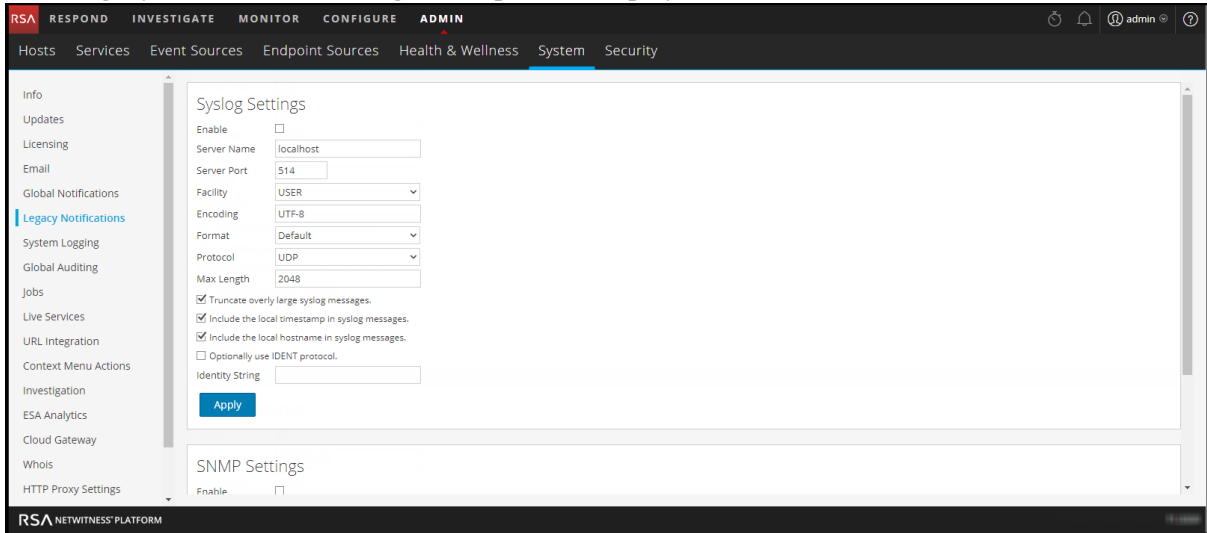 RSA RESPOND INVESTIGATE MONITOR CONFIGURE ADMIN admin
Hosts Services Event Sources Endpoint Sources Health & Wellness System Security
Info
Updates
Licensing
Email
Global Notifications
Legacy Notifications
System Logging
Global Auditing
Jobs
Live Services
URL Integration
Context Menu Actions
Investigation
ESA Analytics
Cloud Gateway
Whois
HTTP Proxy Settings
Syslog Settings
Enable
Server Name localhost
Server Port 514
Facility USER
Encoding UTF-8
Format Default
Protocol UDP
Max Length 2048
Truncate overly large syslog messages.
Include the local timestamp in syslog messages.
Include the local hostname in syslog messages.
Optionally use IDENT protocol.
Identity String
Apply
SNMP Settings
Enable
RSA NETWITNESS® PLATFORM